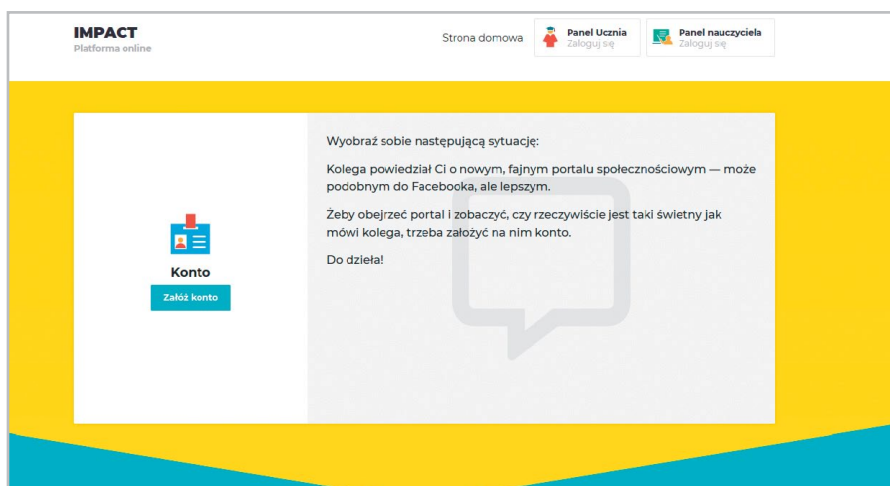 IMPACT
Platforma online
Strona domowa
Panel Ucznia
Zaloguj się
Panel nauczyciela
Zaloguj się
Konto
Załóż konto
Wyobraź sobie następującą sytuację:
Kolega powiedział Ci o nowym, fajnym portalu społecznościowym — może
podobnym do Facebooka, ale lepszym.
Żeby obejrzeć portal i zobaczyć, czy rzeczywiście jest taki świetny jak
mówi kolega, trzeba założyć na nim konto.
Do dzieła!